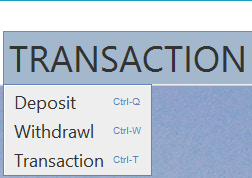 TRANSACTION
Deposit Ctrl-Q
Withdrawl Ctrl-W
Transaction Ctrl-T